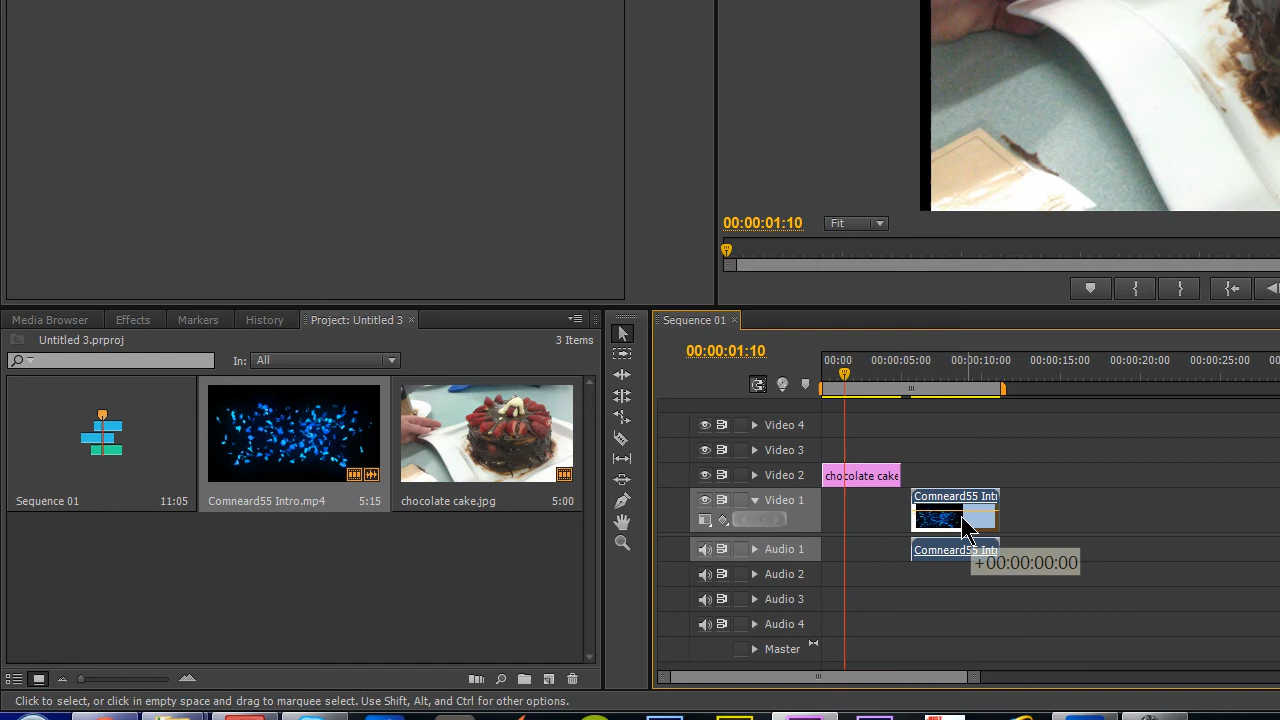 00:00:01:10
Fit
Media Browser
Effects
Markers
History
Project: Untitled 3
Untitled 3.prproj
3 Items
In:
All
Sequence 01
11:05
Comneard55 Intro.mp4
5:15
chocolate cake.jpg
5:00
Sequence 01
00:00:01:10
00:00
00:00:05:00
00:00:10:00
00:00:15:00
00:00:20:00
00:00:25:00
Video 4
Video 3
Video 2
chocolate cake
Video 1
Comneard55 Intr
Audio 1
Comneard55 Int
+00:00:00:00
Audio 2
Audio 3
Audio 4
Master
Click to select, or click in empty space and drag to marquee select. Use Shift, Alt, and Ctrl for other options.